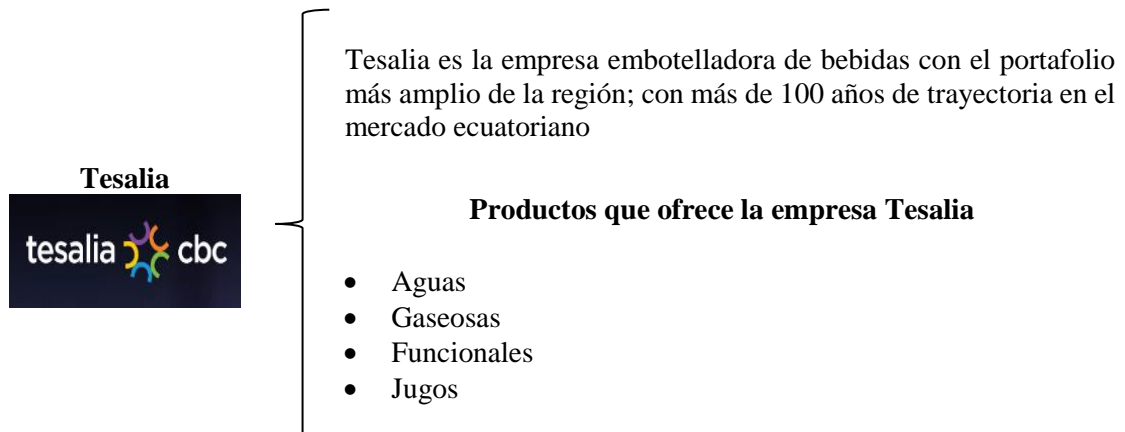 Tesalia es la empresa embotelladora de bebidas con el portafolio
más amplio de la región; con más de 100 años de trayectoria en el
mercado ecuatoriano
Tesalia
tesalia cbc
Productos que ofrece la empresa Tesalia
• Aguas
• Gaseosas
• Funcionales
• Jugos